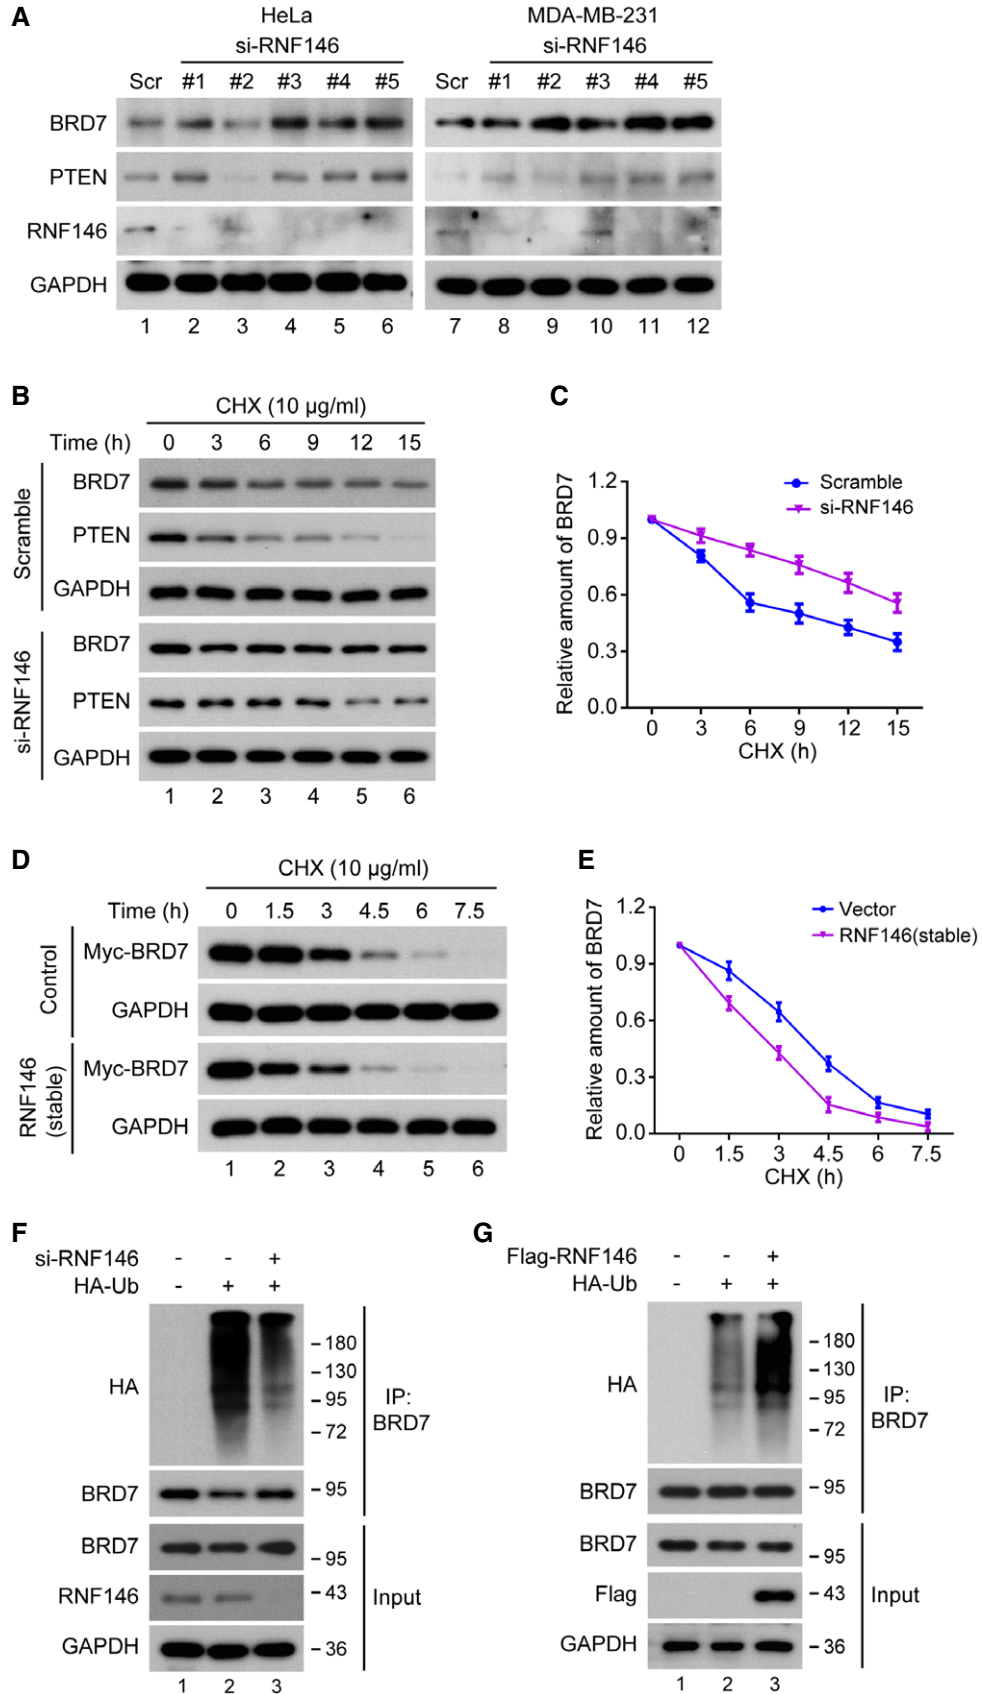 A
HeLa MDA-MB-231
si-RNF146 si-RNF146
Scr #1 #2 #3 #4 #5 Scr #1 #2 #3 #4 #5
BRD7
PTEN
RNF146
GAPDH
1 2 3 4 5 6 7 8 9 10 11 12
B
CHX (10 µg/ml)
Time (h) 0 3 6 9 12 15
Scramble
BRD7
PTEN
GAPDH
si-RNF146
BRD7
PTEN
GAPDH
1 2 3 4 5 6
C
Relative amount of BRD7
1.2
0.9
0.6
0.3
0.0
Scramble
si-RNF146
0 3 6 9 12 15
CHX (h)
D
CHX (10 µg/ml)
Time (h) 0 1.5 3 4.5 6 7.5
Control
Myc-BRD7
GAPDH
RNF146
(stable)
Myc-BRD7
GAPDH
1 2 3 4 5 6
E
Relative amount of BRD7
1.2
0.9
0.6
0.3
0.0
Vector
RNF146(stable)
0 1.5 3 4.5 6 7.5
CHX (h)
F
si-RNF146 - - +
HA-Ub - + +
HA
-180
-130
-95
-72
IP:
BRD7
BRD7 -95
BRD7 -95
RNF146 -43
Input
GAPDH -36
1 2 3
G
Flag-RNF146 - - +
HA-Ub - + +
HA
-180
-130
-95
-72
IP:
BRD7
BRD7 -95
BRD7 -95
Flag -43
Input
GAPDH -36
1 2 3